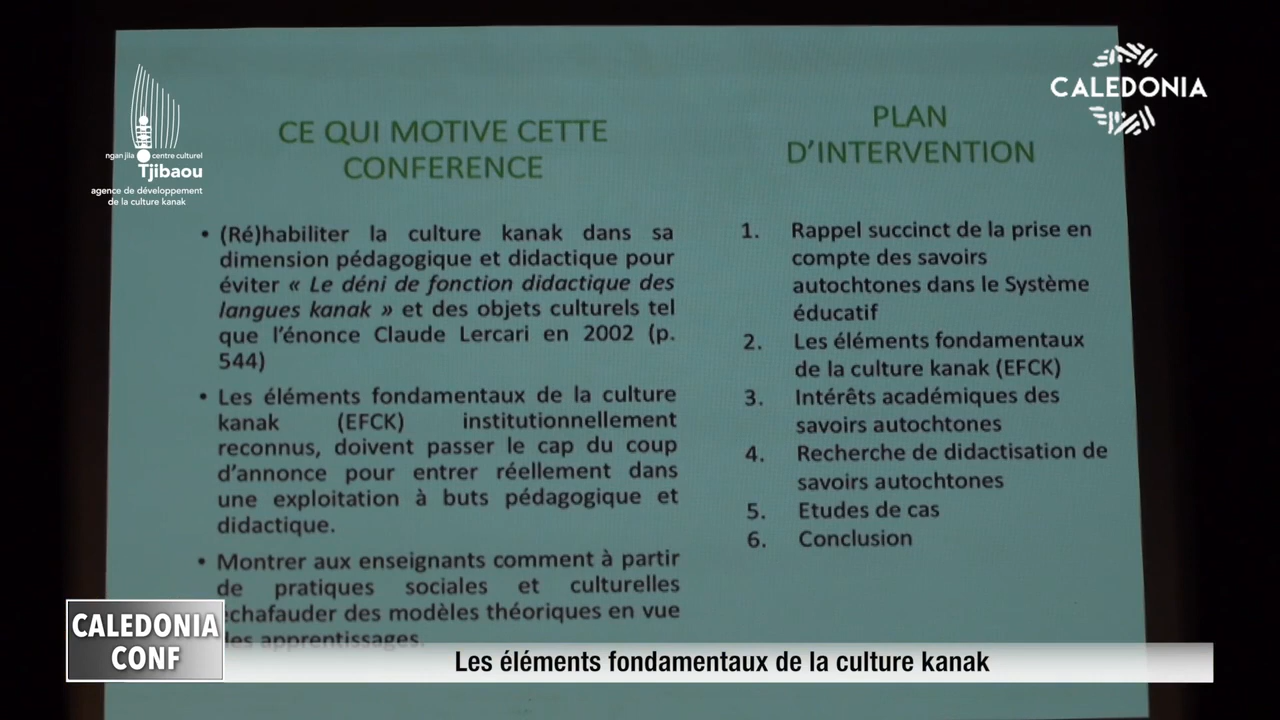 ngan jila centre culturel
Tjibaou
agence de développement
de la culture kanak
CALEDONIA
CE QUI MOTIVE CETTE
CONFERENCE
• (Ré)habiliter la culture kanak dans sa
dimension pédagogique et didactique pour
éviter « Le déni de fonction didactique des
langues kanak » et des objets culturels tel
que l'énonce Claude Lercari en 2002 (p.
544)
• Les éléments fondamentaux de la culture
kanak (EFCK) institutionnellement
reconnus, doivent passer le cap du coup
d'annonce pour entrer réellement dans
une exploitation à buts pédagogique et
didactique.
• Montrer aux enseignants comment à partir
de pratiques sociales et culturelles
échafauder des modèles théoriques en vue
des apprentissages.
PLAN
D'INTERVENTION
1. Rappel succinct de la prise en
compte des savoirs
autochtones dans le Système
éducatif
2. Les éléments fondamentaux
de la culture kanak (EFCK)
3. Intérêts académiques des
savoirs autochtones
4. Recherche de didactisation de
savoirs autochtones
5. Etudes de cas
6. Conclusion
CALEDONIA
CONF
Les éléments fondamentaux de la culture kanak